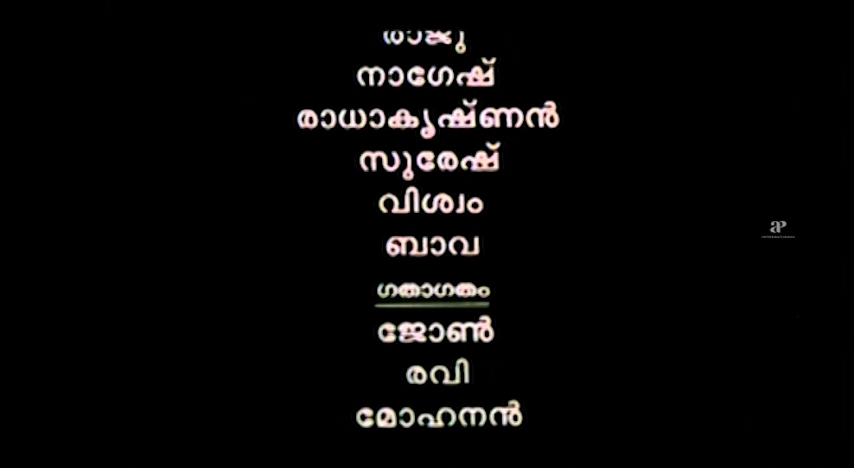 രാജു
നാഗേഷ്
രാധാകൃഷ്ണൻ
സുരേഷ്
വിശ്വം
ബാവ
ഗതാഗതം
ജോൺ
രവി
മോഹനൻ